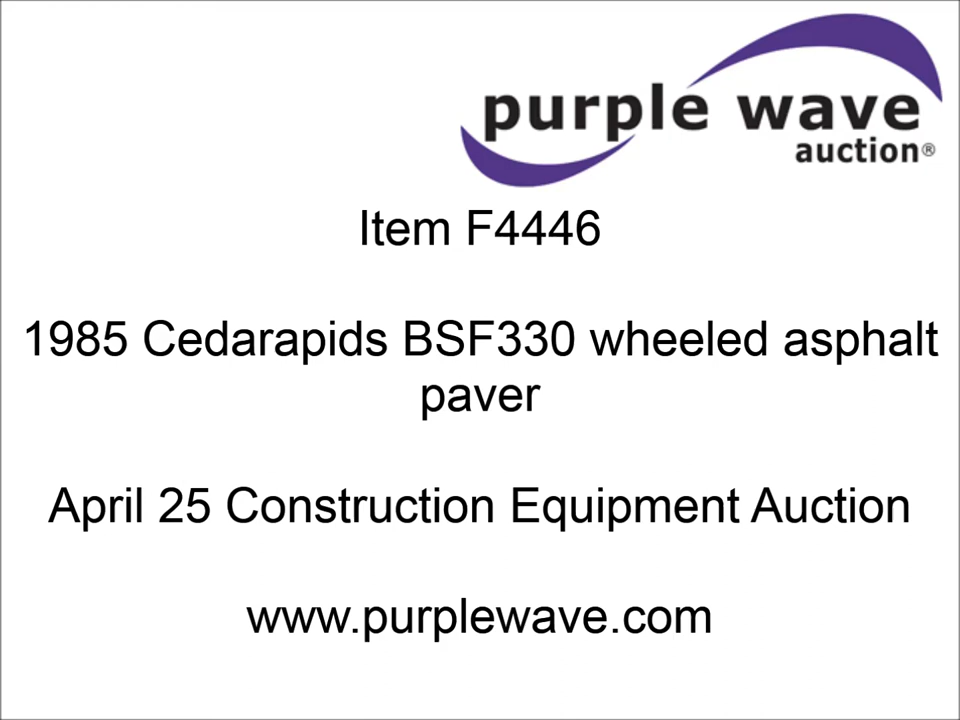 purple wave
auction®
Item F4446
1985 Cedarapids BSF330 wheeled asphalt
paver
April 25 Construction Equipment Auction
www.purplewave.com